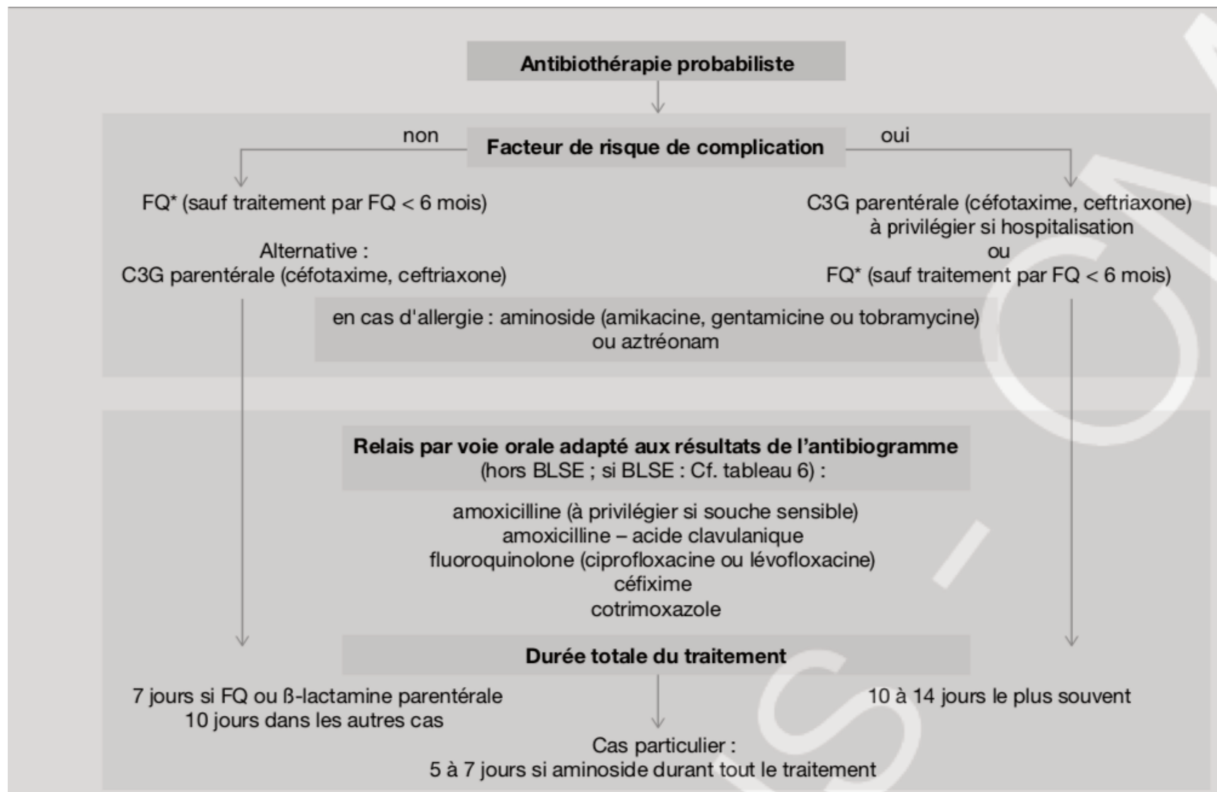 Antibiothérapie probabiliste
non
Facteur de risque de complication
oui
FQ* (sauf traitement par FQ < 6 mois)
Alternative :
C3G parentérale (céfotaxime, ceftriaxone)
C3G parentérale (céfotaxime, ceftriaxone)
à privilégier si hospitalisation
ou
FQ* (sauf traitement par FQ < 6 mois)
en cas d'allergie : aminoside (amikacine, gentamicine ou tobramycine)
ou aztréonam
Relais par voie orale adapté aux résultats de l'antibiogramme
(hors BLSE ; si BLSE : Cf. tableau 6) :
amoxicilline (à privilégier si souche sensible)
amoxicilline – acide clavulanique
fluoroquinolone (ciprofloxacine ou lévofloxacine)
céfixime
cotrimoxazole
Durée totale du traitement
7 jours si FQ ou ß-lactamine parentérale
10 jours dans les autres cas
10 à 14 jours le plus souvent
Cas particulier :
5 à 7 jours si aminoside durant tout le traitement